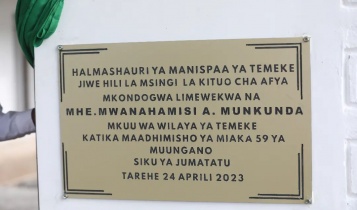 HALMASHAURI YA MANISPAA YA TEMEKE
JIWE HILI LA MSINGI LA KITUO CHA AFYA
MKONDOGWA LIMEWEKWA NA
MHE.MWANAHAMISI A. MUNKUNDA
MKUU WA WILAYA YA TEMEKE
KATIKA MAADHIMISHO YA MIAKA 59 YA
MUUNGANO
SIKU YA JUMATATU
TAREHE 24 APRILI 2023